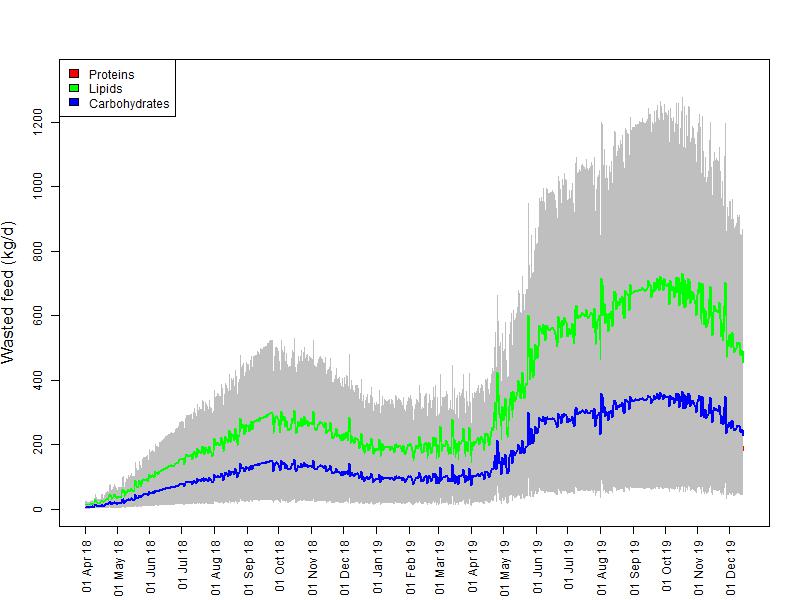 Proteins
Lipids
Carbohydrates
Wasted feed (kg/d)
1200
1000
800
600
400
200
0
01 Apr 18
01 May 18
01 Jun 18
01 Jul 18
01 Aug 18
01 Sep 18
01 Oct 18
01 Nov 18
01 Dec 18
01 Jan 19
01 Feb 19
01 Mar 19
01 Apr 19
01 May 19
01 Jun 19
01 Jul 19
01 Aug 19
01 Sep 19
01 Oct 19
01 Nov 19
01 Dec 19